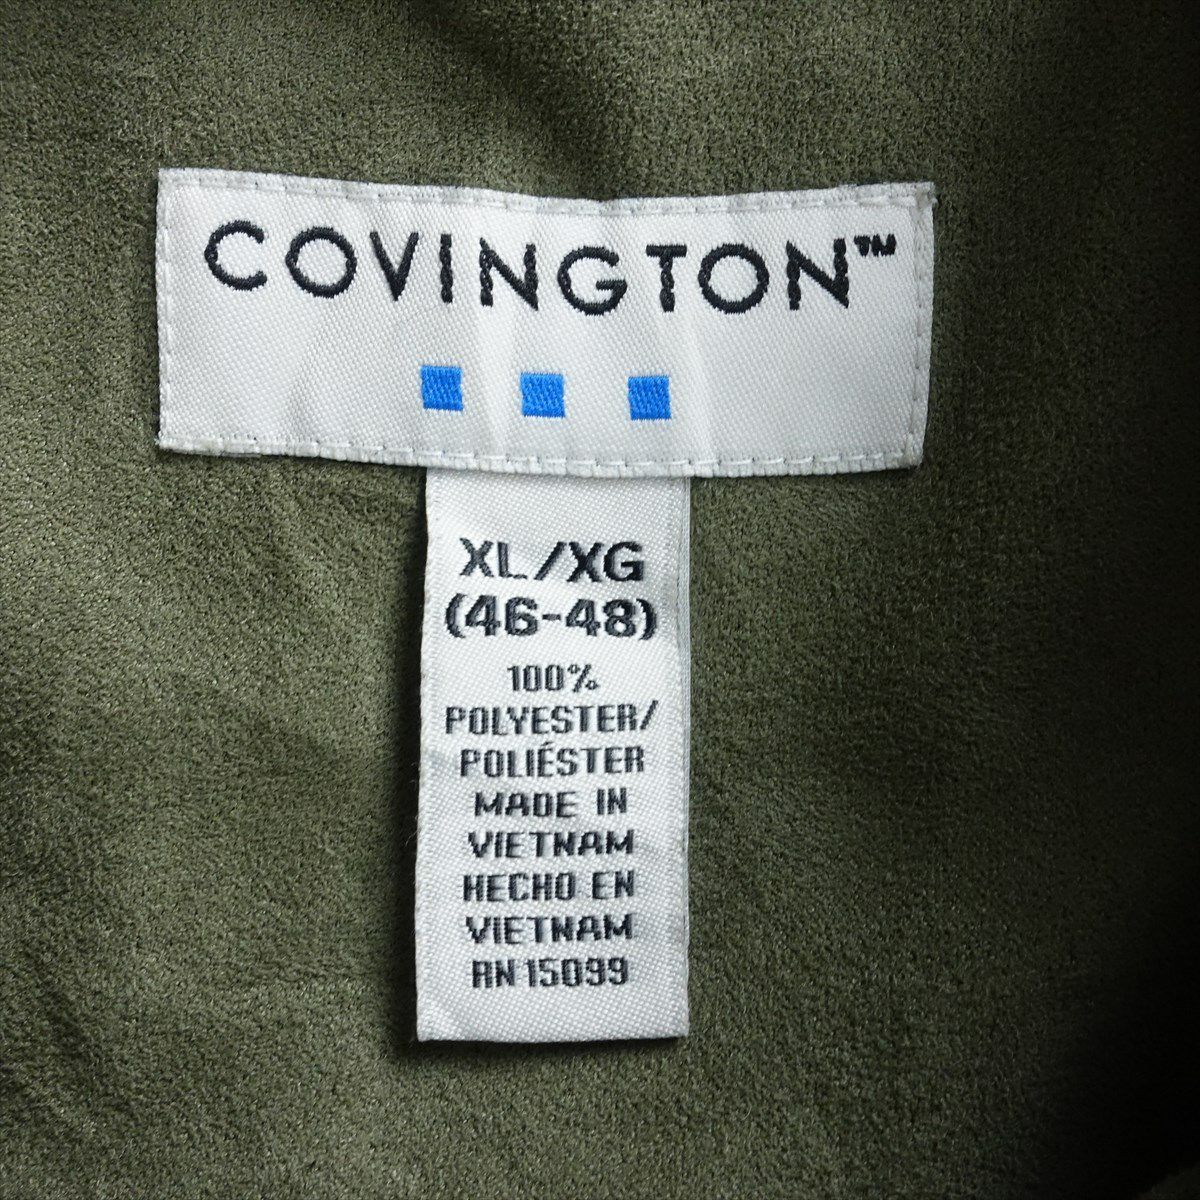 COVINGTON™
XL/XG
(46-48)
100%
POLYESTER/
POLIÉSTER
MADE IN
VIETNAM
HECHO EN
VIETNAM
RN 15099